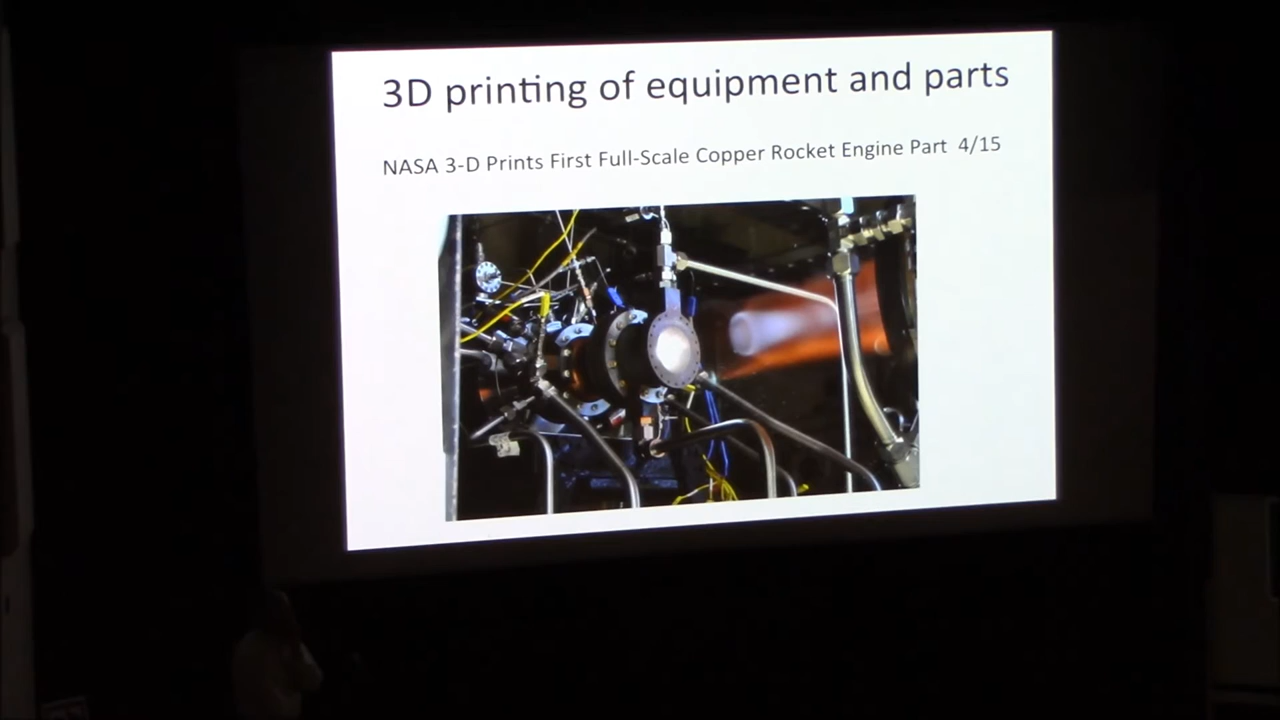 3D printing of equipment and parts
NASA 3-D Prints First Full-Scale Copper Rocket Engine Part 4/15